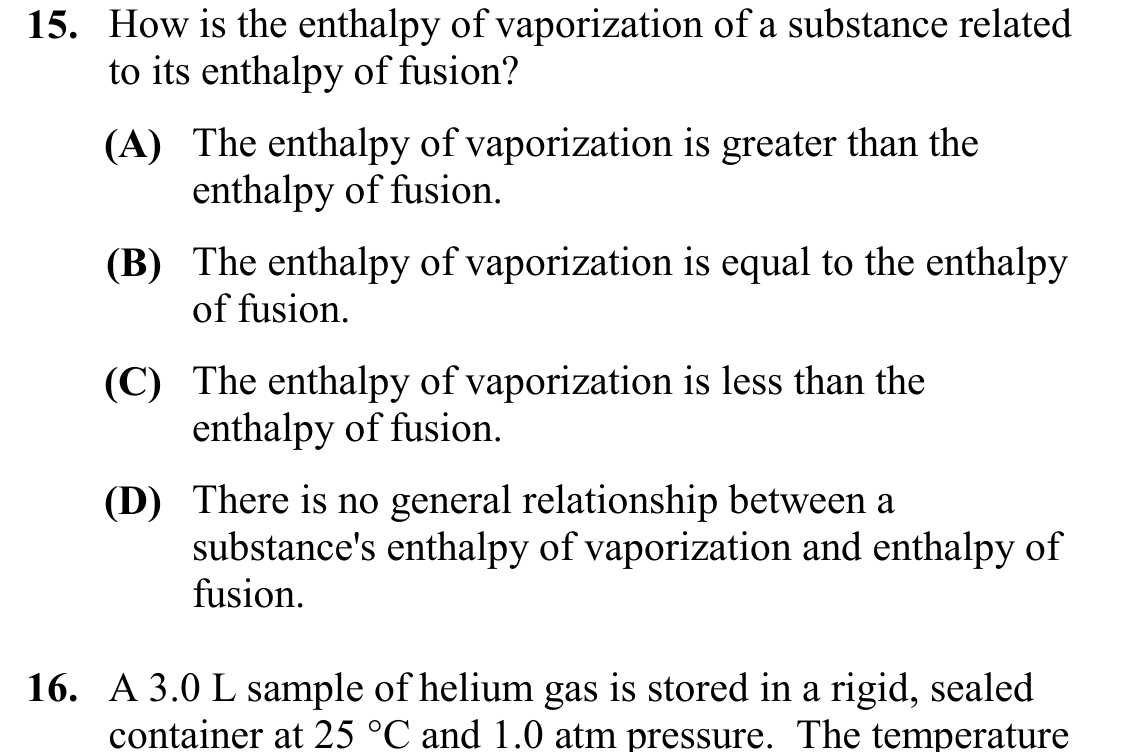 15. How is the enthalpy of vaporization of a substance related
to its enthalpy of fusion?
(A) The enthalpy of vaporization is greater than the
enthalpy of fusion.
(B) The enthalpy of vaporization is equal to the enthalpy
of fusion.
(C) The enthalpy of vaporization is less than the
enthalpy of fusion.
(D) There is no general relationship between a
substance's enthalpy of vaporization and enthalpy of
fusion.
16. A 3.0 L sample of helium gas is stored in a rigid, sealed
container at 25 °C and 1.0 atm pressure. The temperature